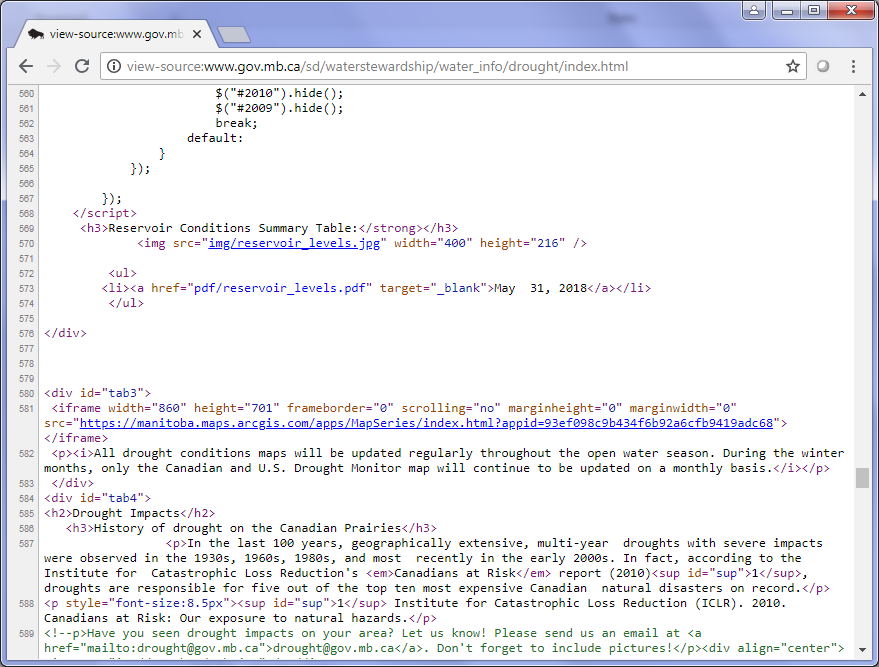 view-source:www.gov.mb
view-source:www.gov.mb.ca/sd/waterstewardship/water_info/drought/index.html
560 $("#2010").hide();
561 $("#2009").hide();
562 break;
563 default:
564 }
565 });
566
567 });
568 </script>
569 <h3>Reservoir Conditions Summary Table:</strong></h3>
570 <img src="img/reservoir_levels.jpg" width="400" height="216" />
571
572 <ul>
573 <li><a href="pdf/reservoir_levels.pdf" target="_blank">May  31, 2018</a></li>
574 </ul>
575
576 </div>
577
578
579
580 <div id="tab3">
581 <iframe width="860" height="701" frameborder="0" scrolling="no" marginheight="0" marginwidth="0"
src="https://manitoba.maps.arcgis.com/apps/MapSeries/index.html?appid=93ef098c9b434f6b92a6cfb9419adc68">
</iframe>
582 <p><i>All drought conditions maps will be updated regularly throughout the open water season. During the winter
months, only the Canadian and U.S. Drought Monitor map will continue to be updated on a monthly basis.</i></p>
583 </div>
584 <div id="tab4">
585 <h2>Drought Impacts</h2>
586 <h3>History of drought on the Canadian Prairies</h3>
587 <p>In the last 100 years, geographically extensive, multi-year  droughts with severe impacts
were observed in the 1930s, 1960s, 1980s, and most  recently in the early 2000s. In fact, according to the
Institute for  Catastrophic Loss Reduction's <em>Canadians at Risk</em> report (2010)<sup id="sup">1</sup>,
droughts are responsible for five out of the top ten most expensive Canadian  natural disasters on record.</p>
588 <p style="font-size:8.5px"><sup id="sup">1</sup> Institute for Catastrophic Loss Reduction (ICLR). 2010.
Canadians at Risk: Our exposure to natural hazards.</p>
589 <!--p>Have you seen drought impacts on your area? Let us know! Please send us an email at <a
href="mailto:drought@gov.mb.ca">drought@gov.mb.ca</a>. Don't forget to include pictures!</p><div align="center">